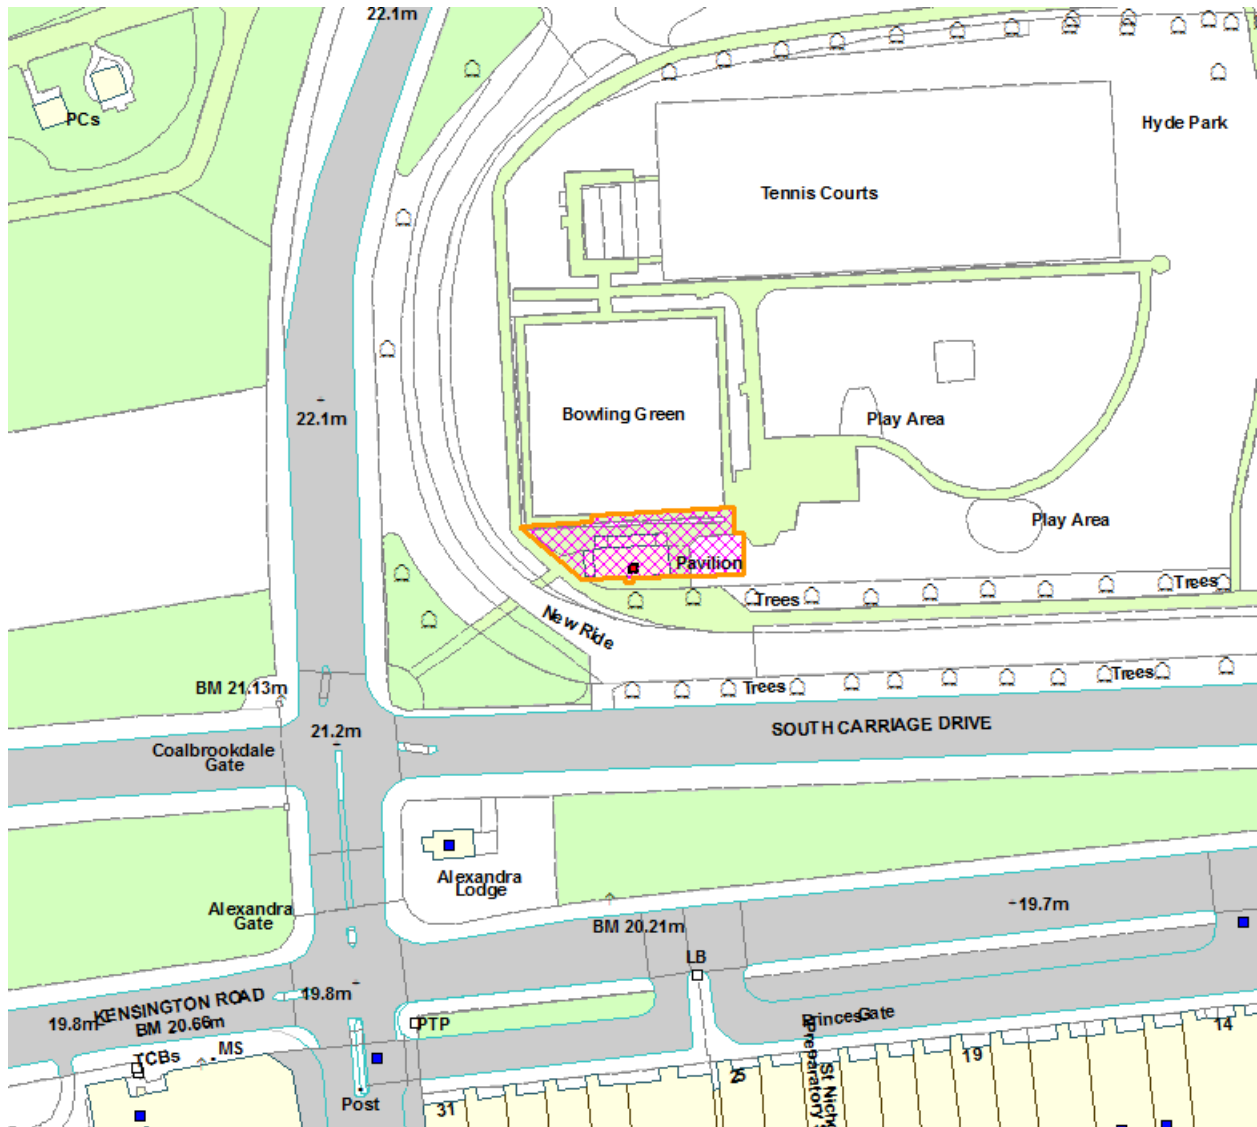 22.1m
PCs
Hyde Park
Tennis Courts
22.1m
Bowling Green
Play Area
Play Area
Pavilion
Trees
Trees
New Ride
BM 21.13m
Trees
Trees
21.2m
SOUTH CARRIAGE DRIVE
Coalbrookdale
Gate
Alexandra
Lodge
Alexandra
Gate
19.7m
BM 20.21m
LB
19.8m
KENSINGTON ROAD
19.8m
BM 20.66m
PTP
Princes Gate
14
TCBs
MS
19
25
Preparatory
St Nich
Post
31